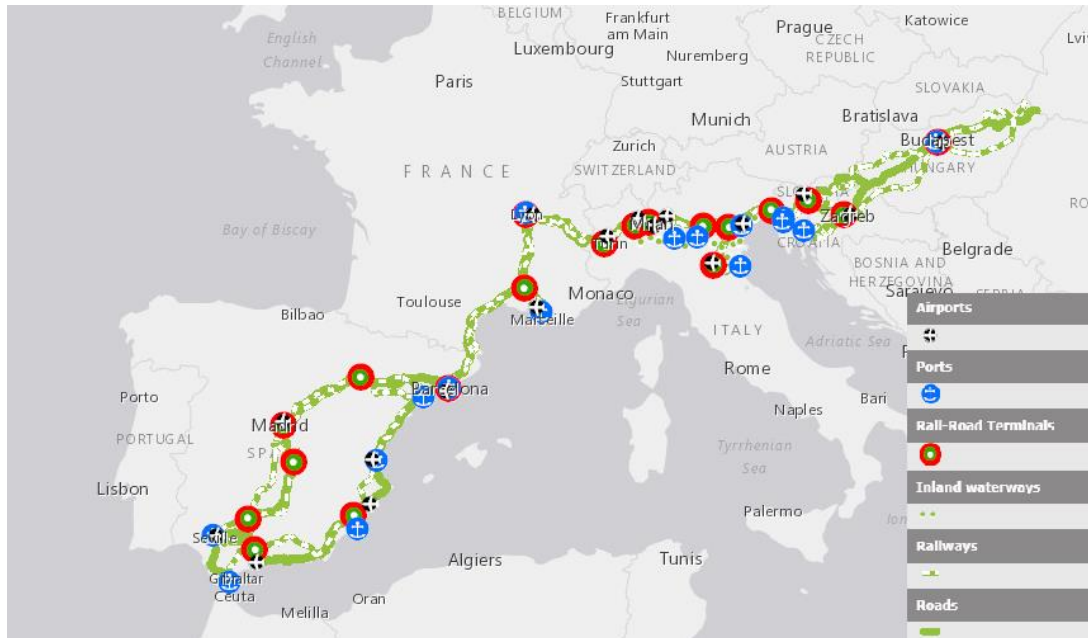 BELGIUM
Frankfurt
am Main
Katowice
Prague
English
Channel
Luxembourg
CZECH
REPUBLIC
Nuremberg
Paris
Stuttgart
SLOVAKIA
Munich
Bratislava
Zurich
Budapest
AUSTRIA
SWITZERLAND
HUNGARY
FRANCE
Lyon
Zagreb
Milan
Turin
CROATIA
Bay of Biscay
Belgrade
BOSNIA AND
HERZEGOVINA
Monaco
Toulouse
Ligurian
Sea
Marseille
Bilbao
ITALY
Adriatic Sea
Rome
Barcelona
Porto
Bari
Naples
Madrid
PORTUGAL
Tyrrhenian
Sea
Lisbon
Palermo
Seville
Algiers
Tunis
Gibraltar
Ceuta
Oran
Melilla
Airports
Ports
Rail-Road Terminals
Inland waterways
Railways
Roads